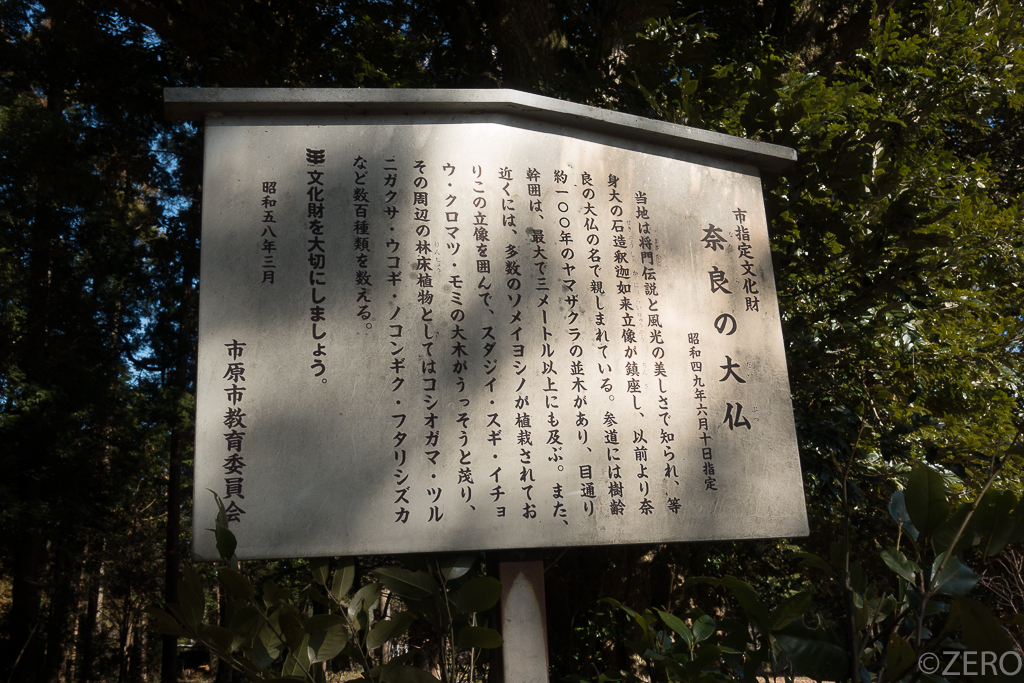 市指定文化財
奈良の大仏
昭和四九年六月十日指定
当地は将門伝説と風光の美しさで知られ、等
身大の石造釈迦如来立像が鎮座し、以前より奈
良の大仏の名で親しまれている。参道には樹齢
約一〇〇年のヤマザクラの並木があり、目通り
幹囲は、最大で三メートル以上にも及ぶ。また、
近くには、多数のソメイヨシノが植栽されてお
りこの立像を囲んで、スダジイ・スギ・イチョ
ウ・クロマツ・モミの大木がうっそうと茂り、
その周辺の林床植物としてはコシオガマ・ツル
ニガクサ・ウコギ・ノコンギク・フタリシズカ
など数百種類を数える。
文化財を大切にしましょう。
昭和五八年三月
市原市教育委員会
©ZERO